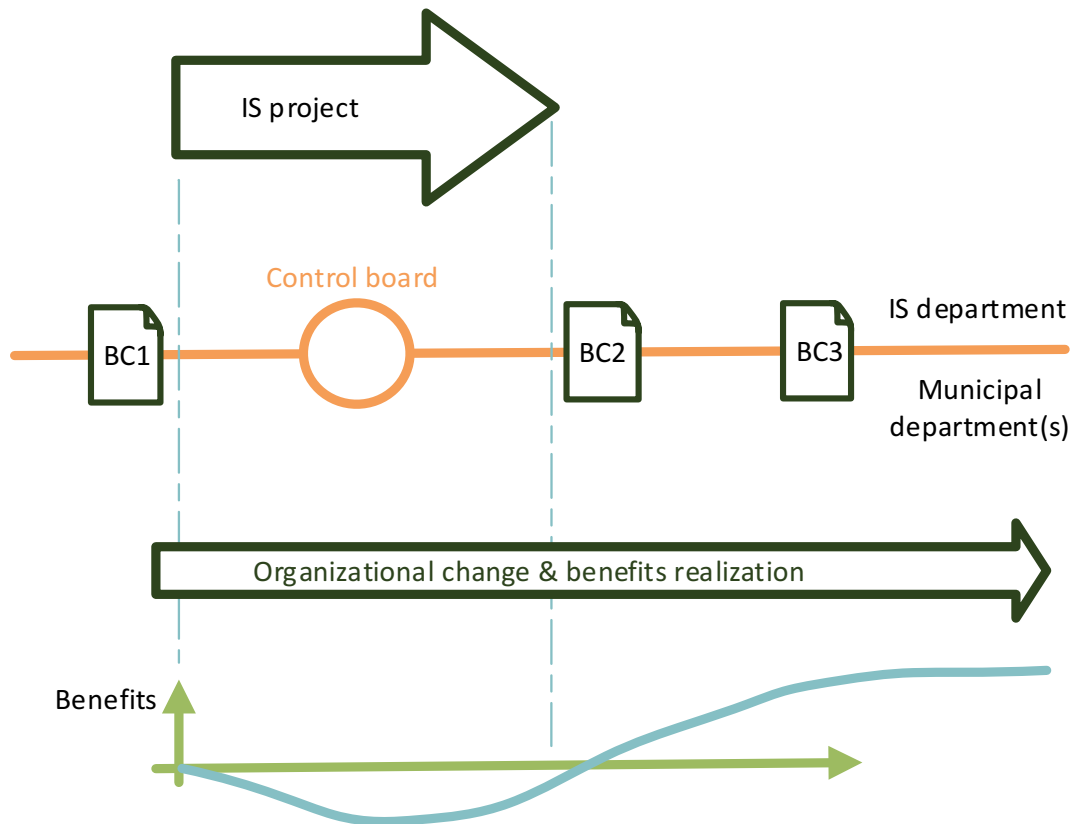 IS project
Control board
BC1
BC2
BC3
IS department
Municipal
department(s)
Organizational change & benefits realization
Benefits